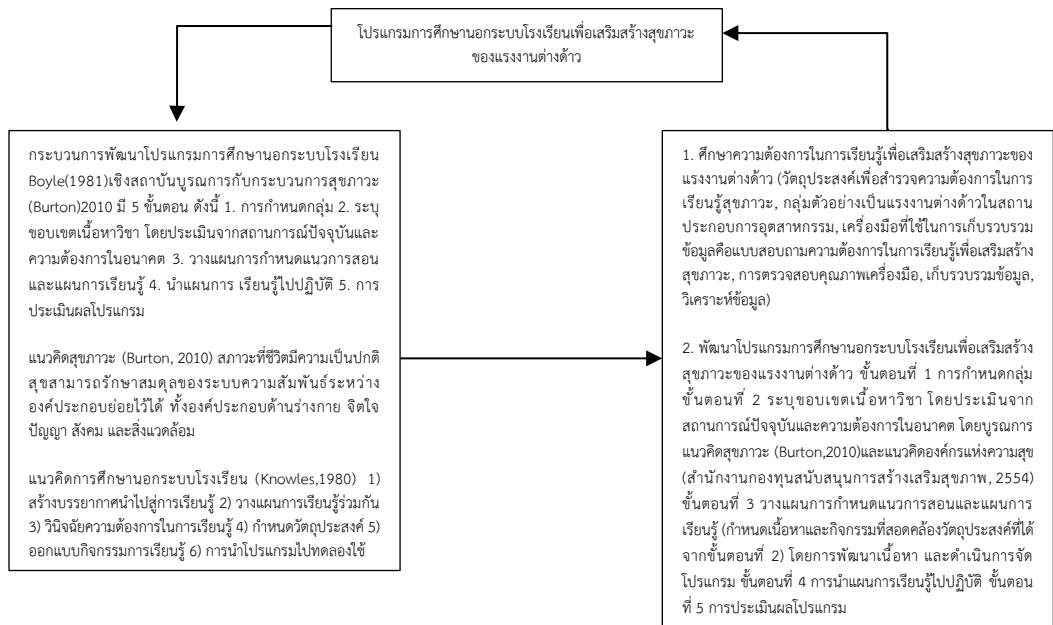 โปรแกรมการศึกษานอกระบบโรงเรียนเพื่อเสริมสร้างสุขภาวะ
ของแรงงานต่างด้าว
กระบวนการพัฒนาโปรแกรมการศึกษานอกระบบโรงเรียน
Boyle(1981)เชิงสถาบันบูรณการกับกระบวนการสุขภาวะ
(Burton)2010 มี 5 ขั้นตอน ดังนี้ 1. การกำหนดกลุ่ม 2. ระบุ
ขอบเขตเนื้อหาวิชา โดยประเมินจากสถานการณ์ปัจจุบันและ
ความต้องการในอนาคต 3. วางแผนการกำหนดแนวการสอน
และแผนการเรียนรู้ 4. นำแผนการ เรียนรู้ไปปฏิบัติ 5. การ
ประเมินผลโปรแกรม
แนวคิดสุขภาวะ (Burton, 2010) สภาวะที่ชีวิตมีความเป็นปกติ
สุขสามารถรักษาสมดุลของระบบความสัมพันธ์ระหว่าง
องค์ประกอบย่อยไว้ได้ ทั้งองค์ประกอบด้านร่างกาย จิตใจ
ปัญญา สังคม และสิ่งแวดล้อม
แนวคิดการศึกษานอกระบบโรงเรียน (Knowles,1980) 1)
สร้างบรรยากาศนำไปสู่การเรียนรู้ 2) วางแผนการเรียนรู้ร่วมกัน
3) วินิจฉัยความต้องการในการเรียนรู้ 4) กำหนดวัตถุประสงค์ 5)
ออกแบบกิจกรรมการเรียนรู้ 6) การนำโปรแกรมไปทดลองใช้
1. ศึกษาความต้องการในการเรียนรู้เพื่อเสริมสร้างสุขภาวะของ
แรงงานต่างด้าว (วัตถุประสงค์เพื่อสำรวจความต้องการในการ
เรียนรู้สุขภาวะ, กลุ่มตัวอย่างเป็นแรงงานต่างด้าวในสถาน
ประกอบการอุตสาหกรรม, เครื่องมือที่ใช้ในการเก็บรวบรวม
ข้อมูลคือแบบสอบถามความต้องการในการเรียนรู้เพื่อเสริมสร้าง
สุขภาวะ, การตรวจสอบคุณภาพเครื่องมือ, เก็บรวบรวมข้อมูล,
วิเคราะห์ข้อมูล)
2. พัฒนาโปรแกรมการศึกษานอกระบบโรงเรียนเพื่อเสริมสร้าง
สุขภาวะของแรงงานต่างด้าว ขั้นตอนที่ 1 การกำหนดกลุ่ม
ขั้นตอนที่ 2 ระบุขอบเขตเนื้อหาวิชา โดยประเมินจาก
สถานการณ์ปัจจุบันและความต้องการในอนาคต โดยบูรณการ
แนวคิดสุขภาวะ (Burton,2010)และแนวคิดองค์กรแห่งความสุข
(สำนักงานกองทุนสนับสนุนการสร้างเสริมสุขภาพ, 2554)
ขั้นตอนที่ 3 วางแผนการกำหนดแนวการสอนและแผนการ
เรียนรู้ (กำหนดเนื้อหาและกิจกรรมที่สอดคล้องวัตถุประสงค์ที่ได้
จากขั้นตอนที่ 2) โดยการพัฒนาเนื้อหา และดำเนินการจัด
โปรแกรม ขั้นตอนที่ 4 การนำแผนการเรียนรู้ไปปฏิบัติ ขั้นตอน
ที่ 5 การประเมินผลโปรแกรม